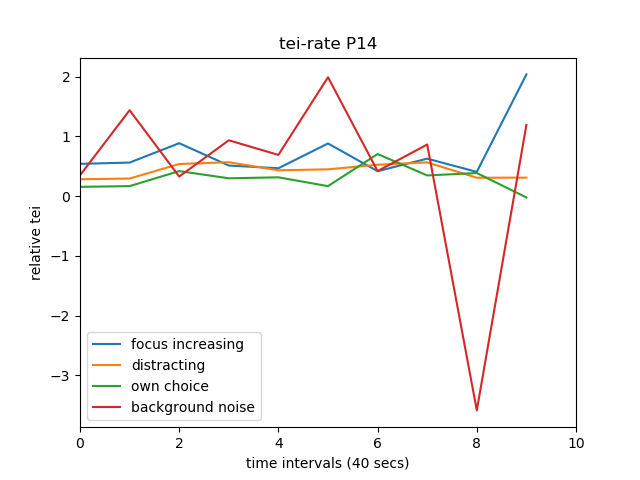 tei-rate P14
relative tei
2
1
0
−1
−2
−3
focus increasing
distracting
own choice
background noise
0 2 4 6 8 10
time intervals (40 secs)